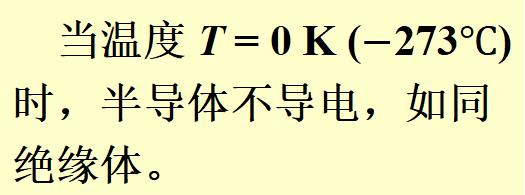 当温度 T = 0 K (−273℃)
时，半导体不导电，如同
绝缘体。